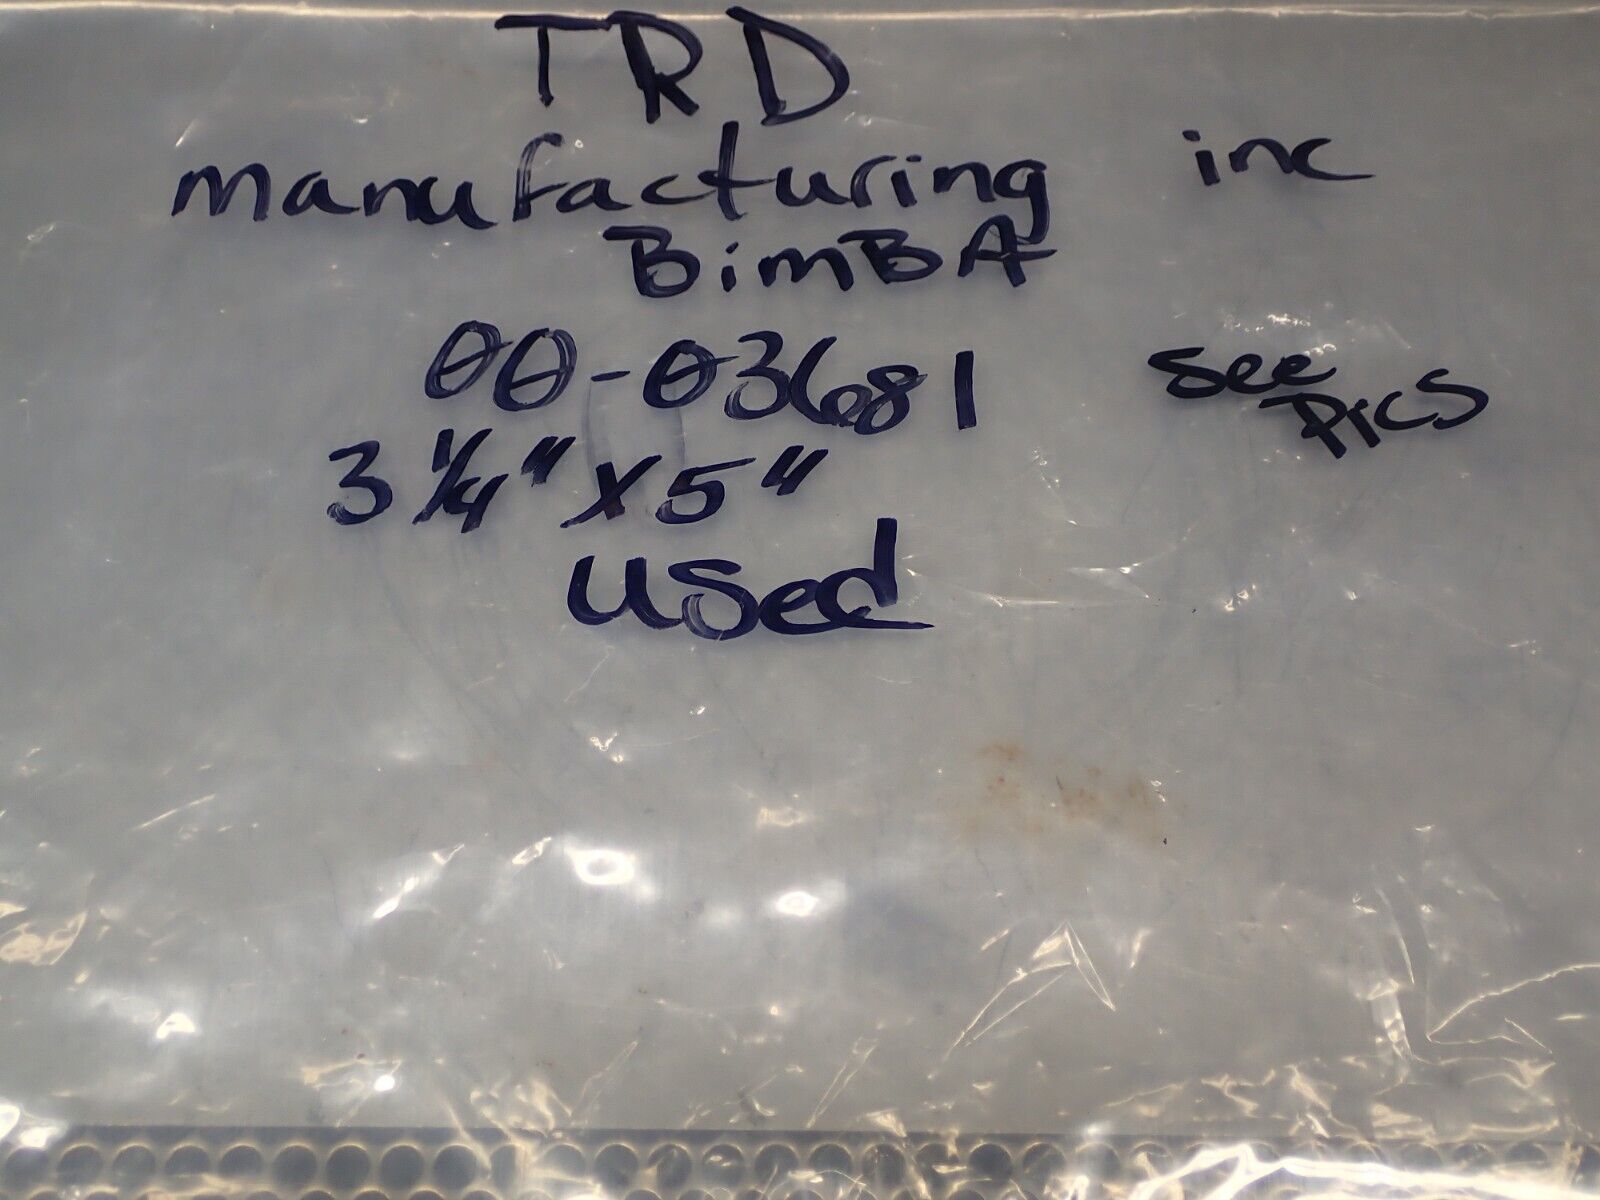 TRD
manufacturing inc
BimBA
00-03681 see
Pics
3 1/4" x 5"
used